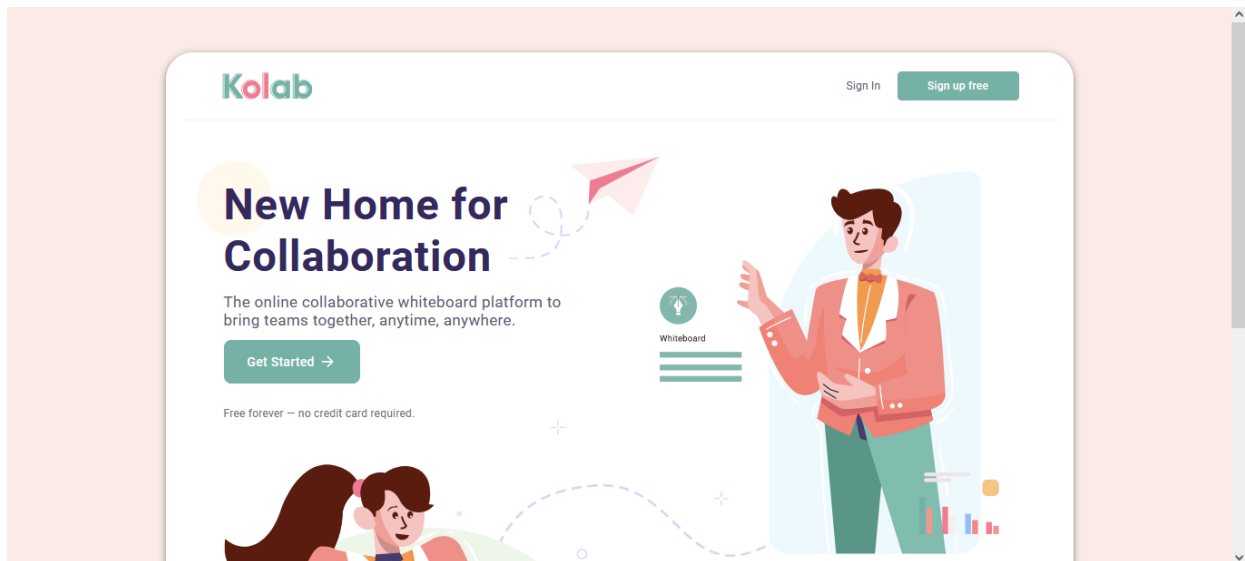 Kolab
Sign In
Sign up free
New Home for
Collaboration
The online collaborative whiteboard platform to
bring teams together, anytime, anywhere.
Get Started →
Free forever — no credit card required.
Whiteboard